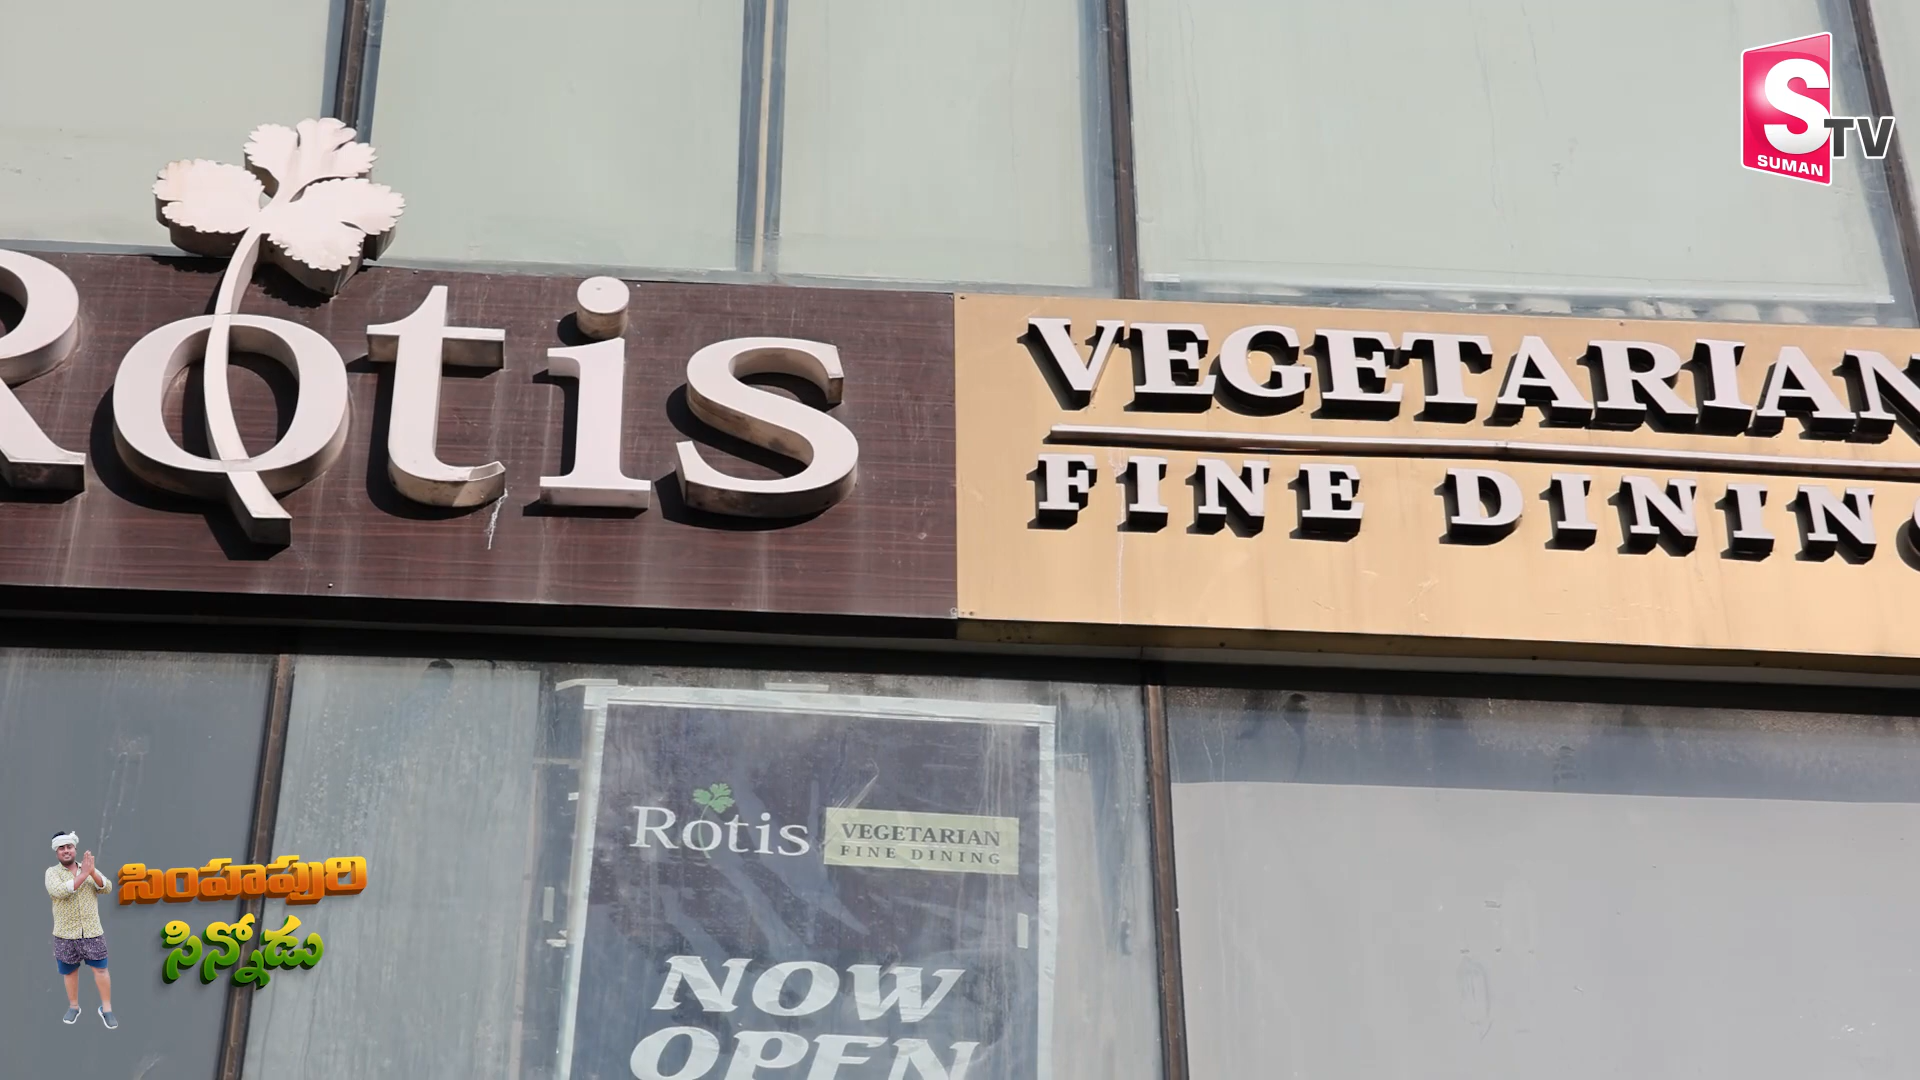 S
TV
SUMAN
Rotis
VEGETARIAN
FINE DINING
Rotis
VEGETARIAN
FINE DINING
NOW
OPEN
సింహపురి
సిన్నోడు